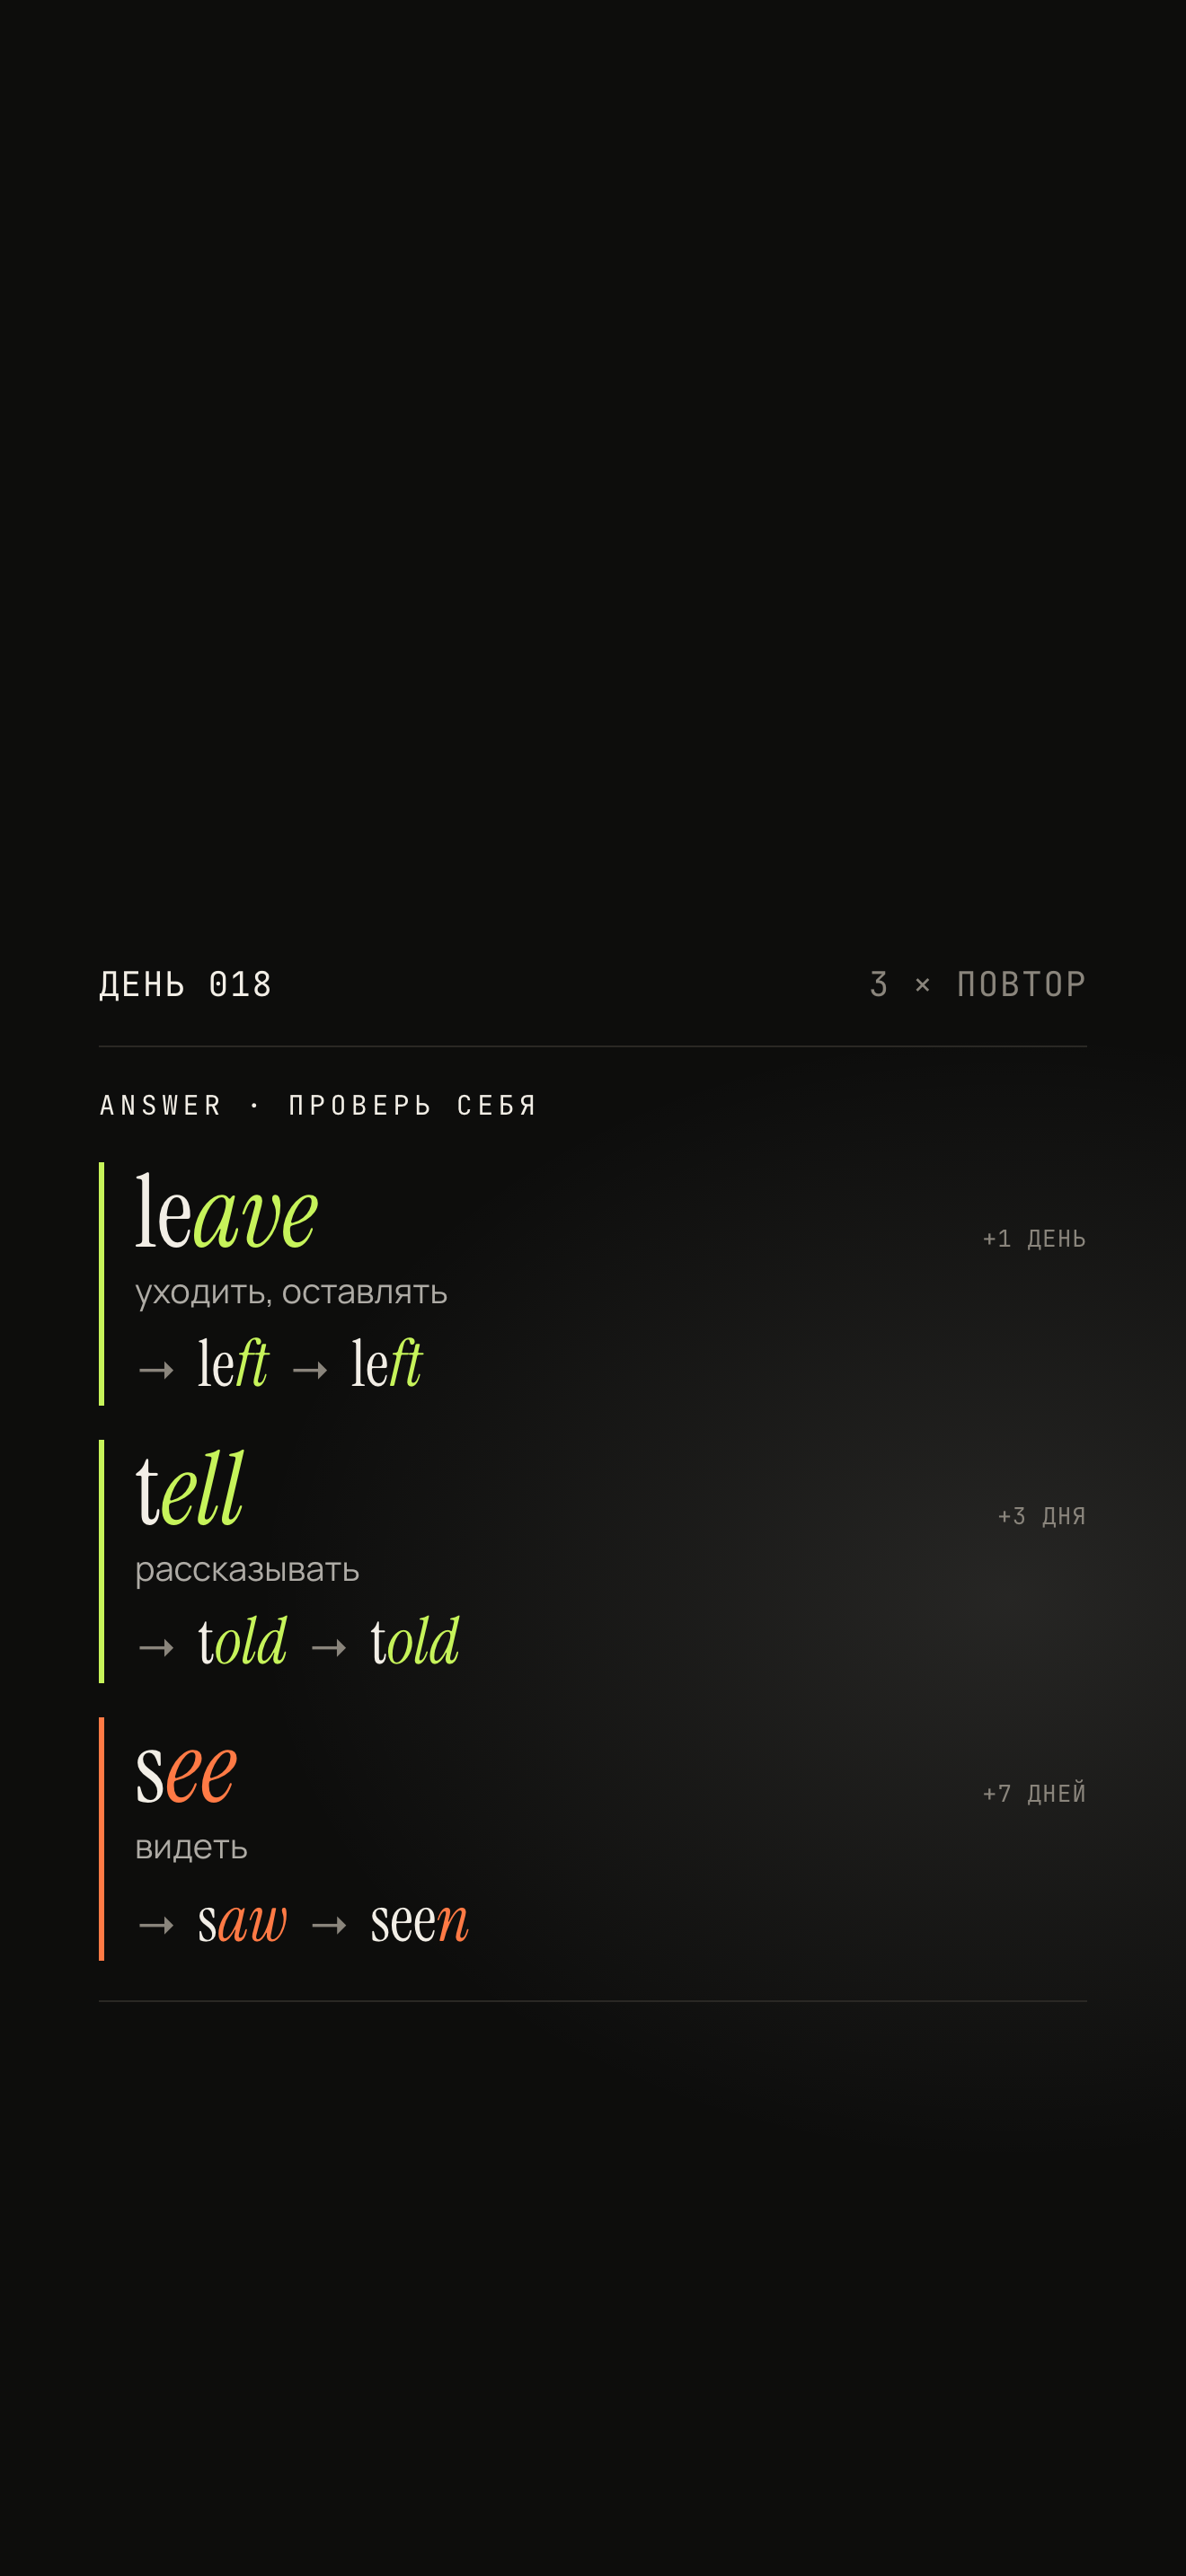 ДЕНЬ 018 3 × ПОВТОР
ANSWER · ПРОВЕРЬ СЕБЯ
leave +1 ДЕНЬ
уходить, оставлять
→ left → left
tell +3 ДНЯ
рассказывать
→ told → told
see +7 ДНЕЙ
видеть
→ saw → seen